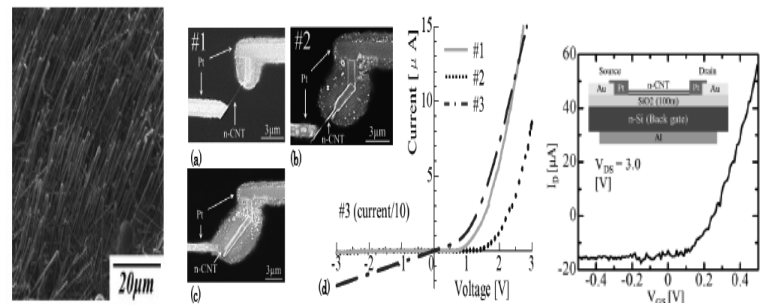 20μm
#1
Pt
n-CNT
3μm
(a)
#2
Pt
n-CNT
3μm
(b)
Pt
n-CNT
3μm
(c)
Current [ μ A]
15
10
5
#1
#2
#3
#3 (current/10)
-3 -2 -1 0 1 2 3
(d)
Voltage [V]
I_D [μA]
60
40
20
0
-20
Source n-CNT Drain
Au Pt Pt Au
SiO2 (100nm)
n-Si (Back gate)
Al
V_DS = 3.0
[V]
-0.4 -0.2 0 0.2 0.4
V_GS [V]